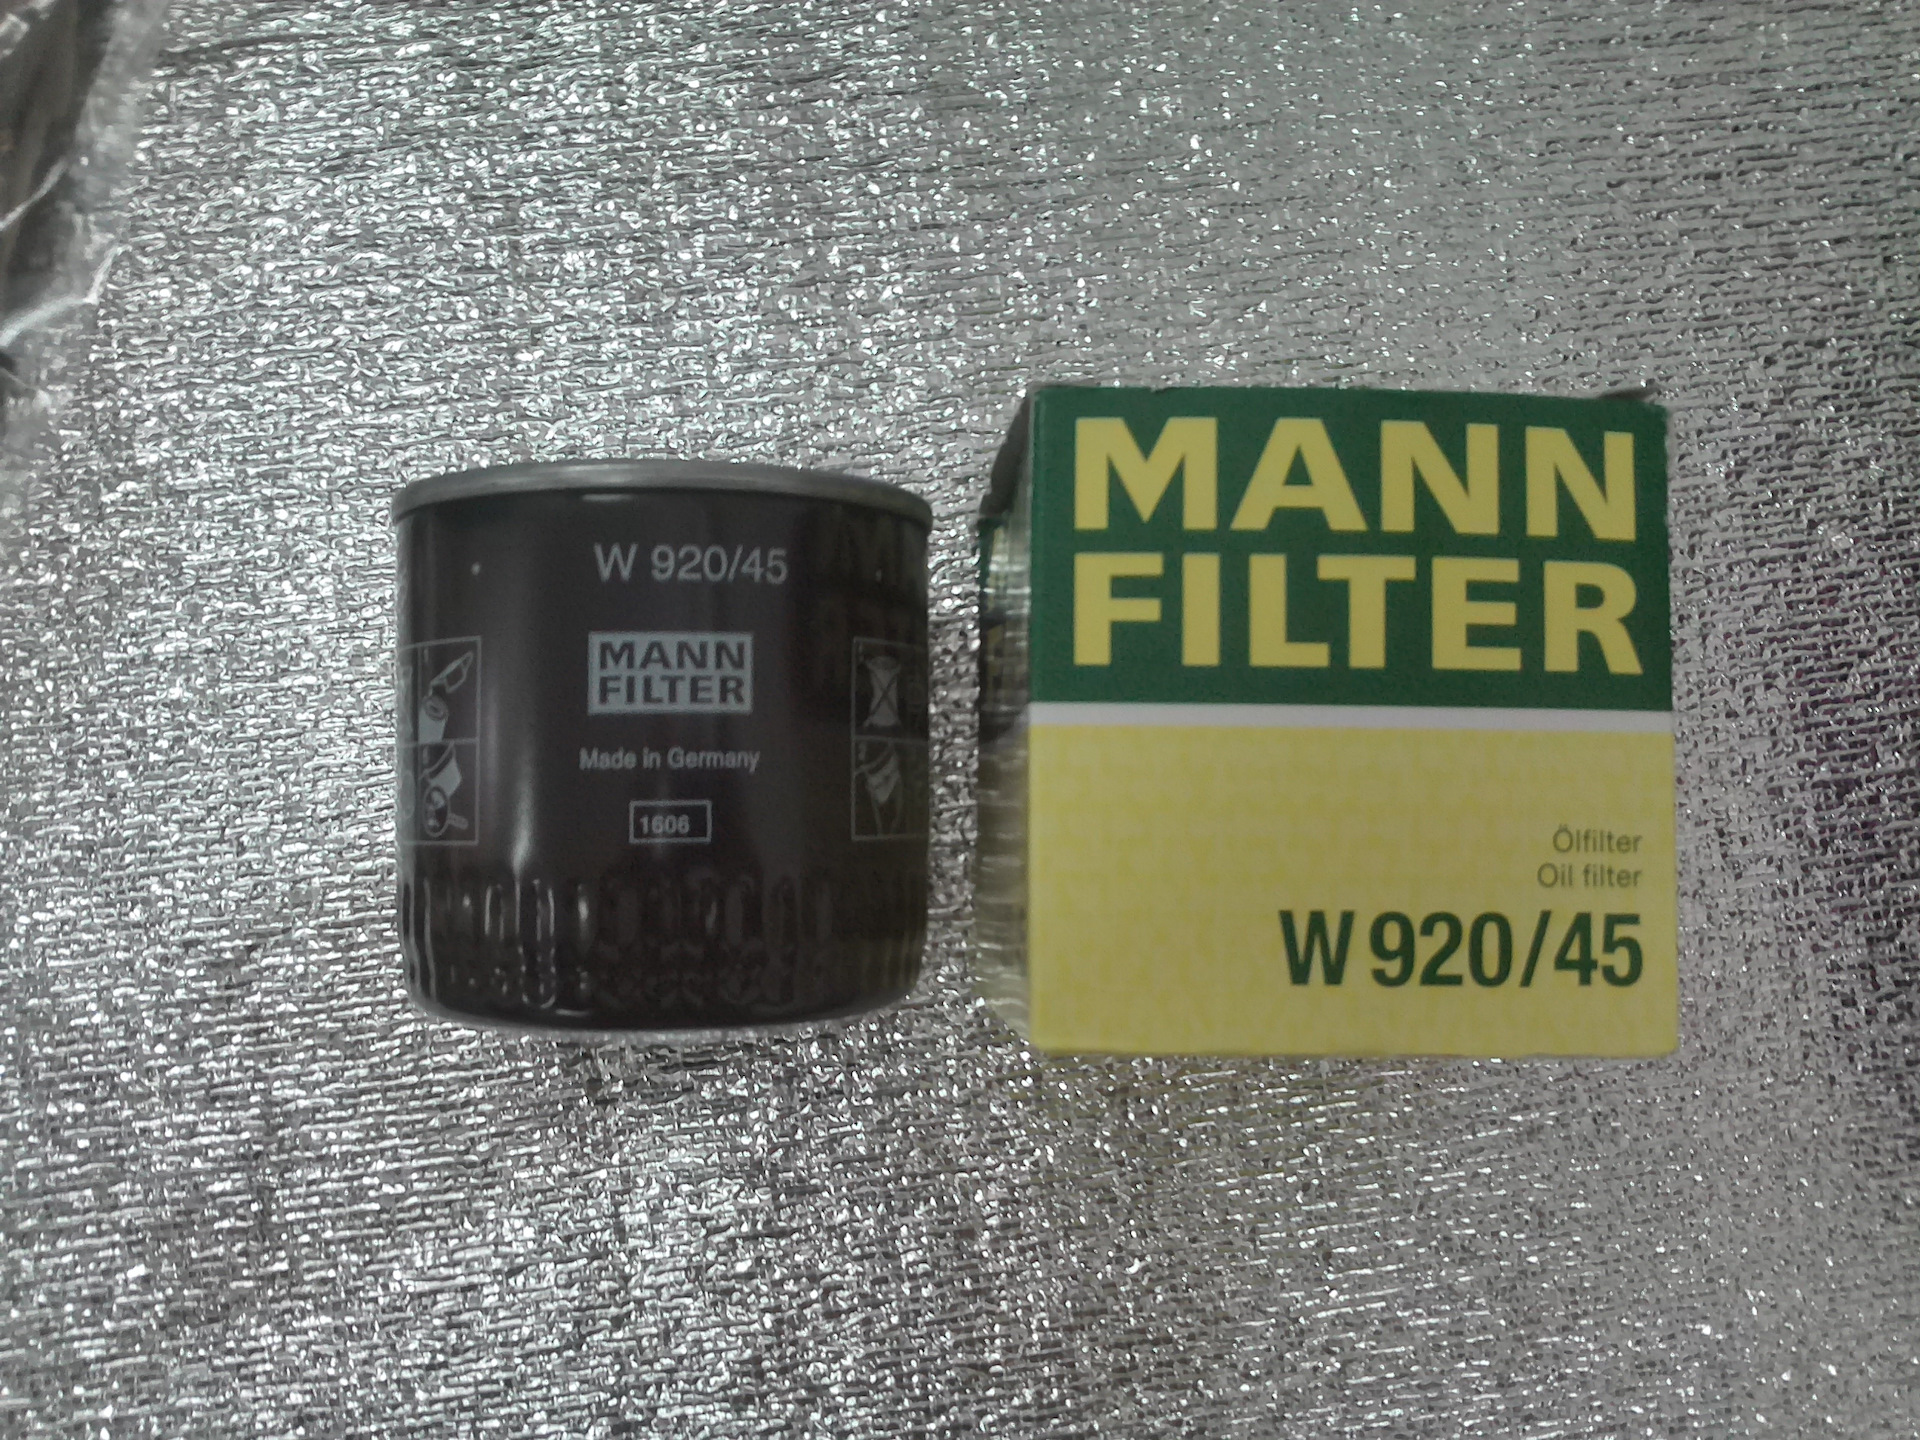 W 920/45
MANN
FILTER
Made in Germany
1606
MANN
FILTER
Ölfilter
Oil filter
W 920/45